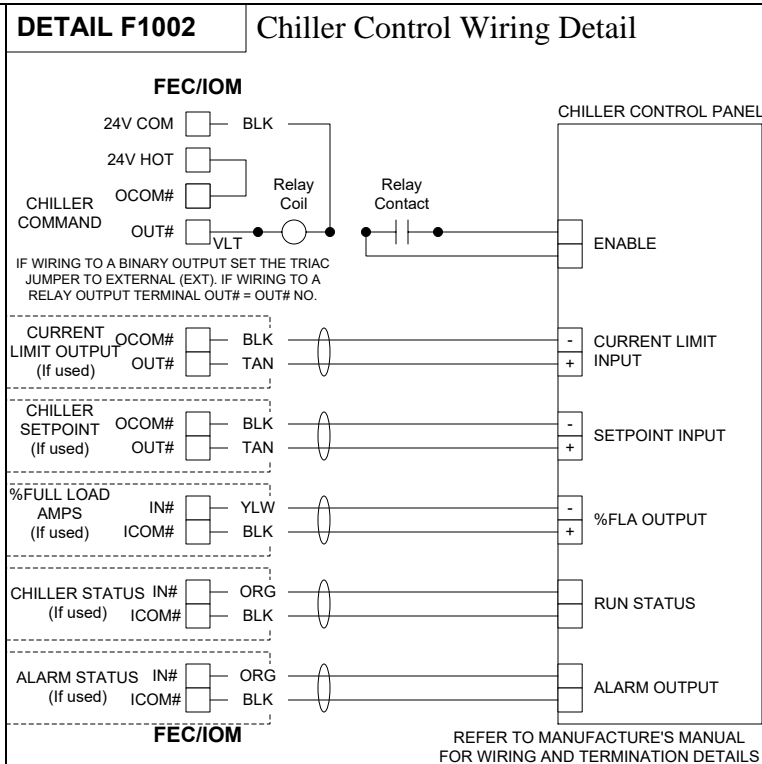 DETAIL F1002
Chiller Control Wiring Detail
FEC/IOM
CHILLER CONTROL PANEL
24V COM
BLK
24V HOT
OCOM#
CHILLER
COMMAND
OUT#
VLT
Relay
Coil
Relay
Contact
ENABLE
IF WIRING TO A BINARY OUTPUT SET THE TRIAC
JUMPER TO EXTERNAL (EXT). IF WIRING TO A
RELAY OUTPUT TERMINAL OUT# = OUT# NO.
CURRENT
LIMIT OUTPUT
(If used)
OCOM#
BLK
OUT#
TAN
-
+
CURRENT LIMIT
INPUT
CHILLER
SETPOINT
(If used)
OCOM#
BLK
OUT#
TAN
-
+
SETPOINT INPUT
%FULL LOAD
AMPS
(If used)
IN#
YLW
ICOM#
BLK
-
+
%FLA OUTPUT
CHILLER STATUS
(If used)
IN#
ORG
ICOM#
BLK
RUN STATUS
ALARM STATUS
(If used)
IN#
ORG
ICOM#
BLK
ALARM OUTPUT
FEC/IOM
REFER TO MANUFACTURE'S MANUAL
FOR WIRING AND TERMINATION DETAILS